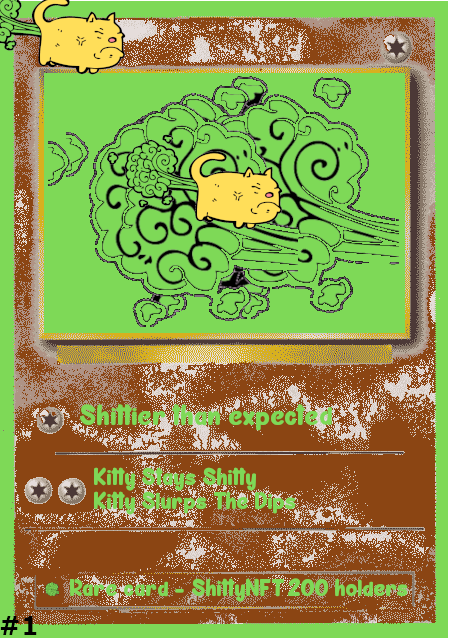 Shittier than expected
Kitty Stays Shitty
Kitty Slurps The Dips
e Rare card - ShittyNFT 200 holders
#1